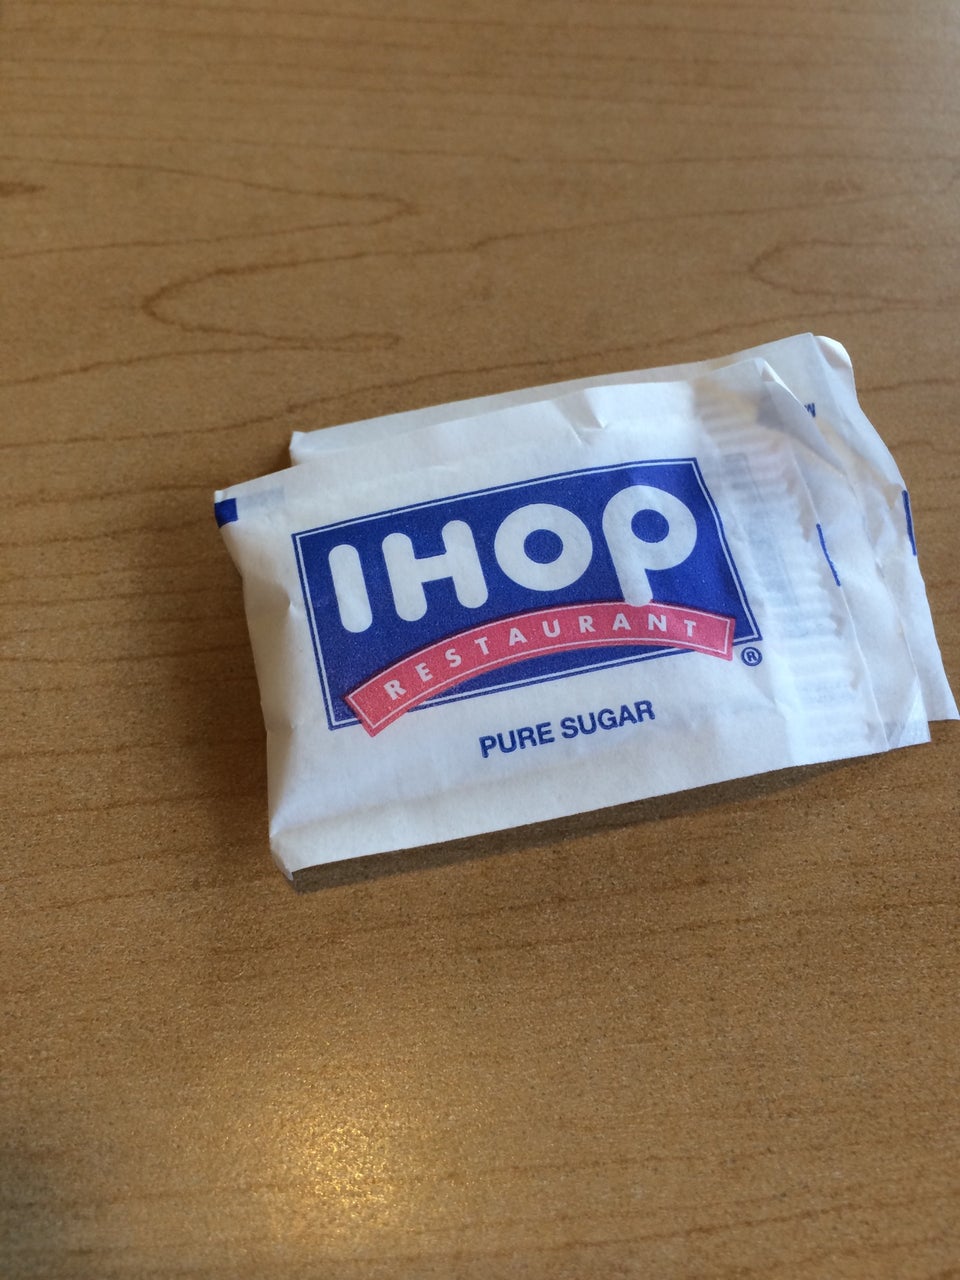 IHOP
RESTAURANT
®
PURE SUGAR